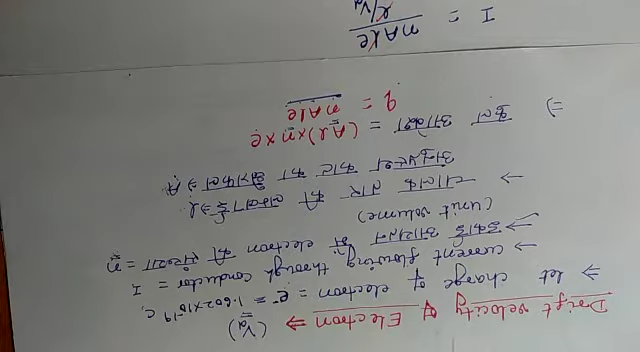 Drift velocity of Electron ⇒ (Vd)
⇒ let charge of electron = e⁻ = 1.602×10⁻¹⁹ C.
→ current flowing through conductor = I
→ इकाई आयतन में electron की संख्या = n
(unit volume)
→ चालक तार की लम्बाई ⇒ l
अनुप्रस्थ काट का क्षेत्रफल ⇒ A
⇒ कुल आवेश = (Al)×n×e
q = nAle
I = nAle / l/Vd